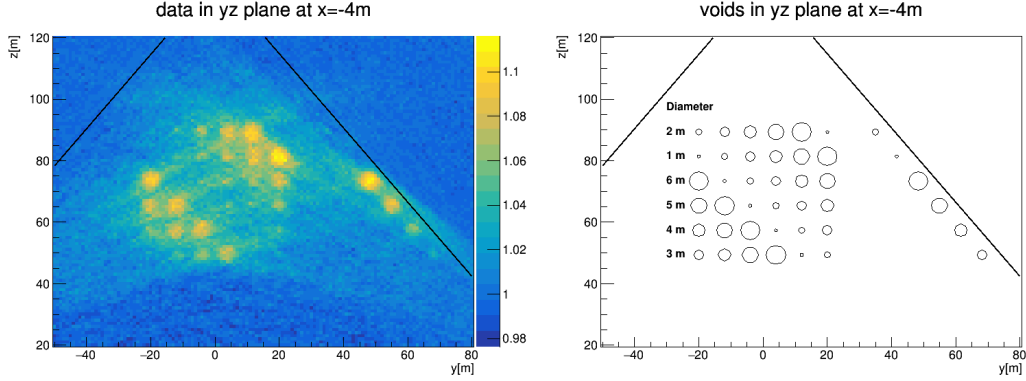 data in yz plane at x=-4m
z[m]
120
100
80
60
40
20
−40 −20 0 20 40 60 80
y[m]
1.1
1.08
1.06
1.04
1.02
1
0.98
voids in yz plane at x=-4m
z[m]
120
100
80
60
40
20
Diameter
2 m
1 m
6 m
5 m
4 m
3 m
−40 −20 0 20 40 60 80
y[m]